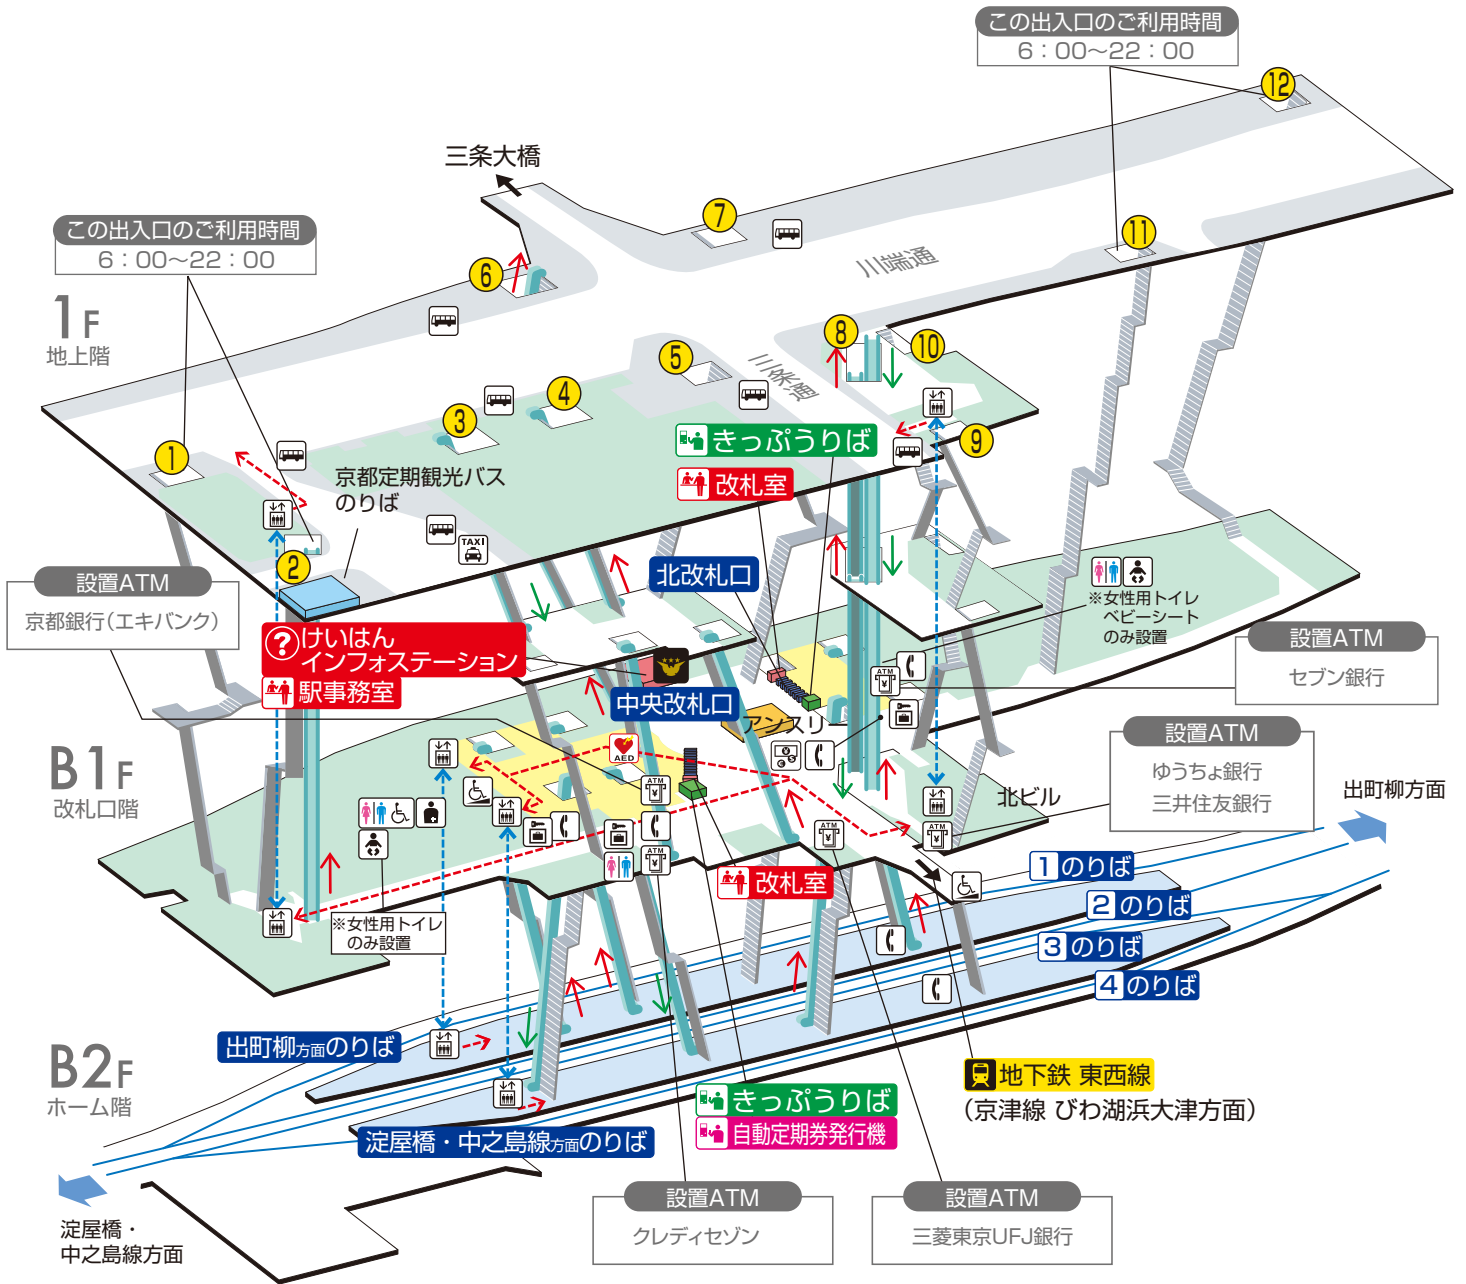 この出入口のご利用時間
6：00〜22：00
12
三条大橋
7
11
川端通
この出入口のご利用時間
6：00〜22：00
6
1F
地上階
8
10
5
三条通
4
3
きっぷうりば
9
1
改札室
京都定期観光バス
のりば
TAXI
2
北改札口
設置ATM
京都銀行（エキバンク）
※女性用トイレ
ベビーシート
のみ設置
?けいはん
インフォステーション
駅事務室
設置ATM
セブン銀行
ATM
¥
中央改札口
アンスリー
B1F
改札口階
AED
ATM
¥
設置ATM
ゆうちょ銀行
三井住友銀行
北ビル
出町柳方面
ATM
¥
ATM
¥
ATM
¥
1のりば
改札室
2のりば
※女性用トイレ
のみ設置
3のりば
4のりば
出町柳方面のりば
B2F
ホーム階
地下鉄 東西線
（京津線 びわ湖浜大津方面）
きっぷうりば
自動定期券発行機
淀屋橋・中之島線方面のりば
設置ATM
クレディセゾン
設置ATM
三菱東京UFJ銀行
淀屋橋・
中之島線方面